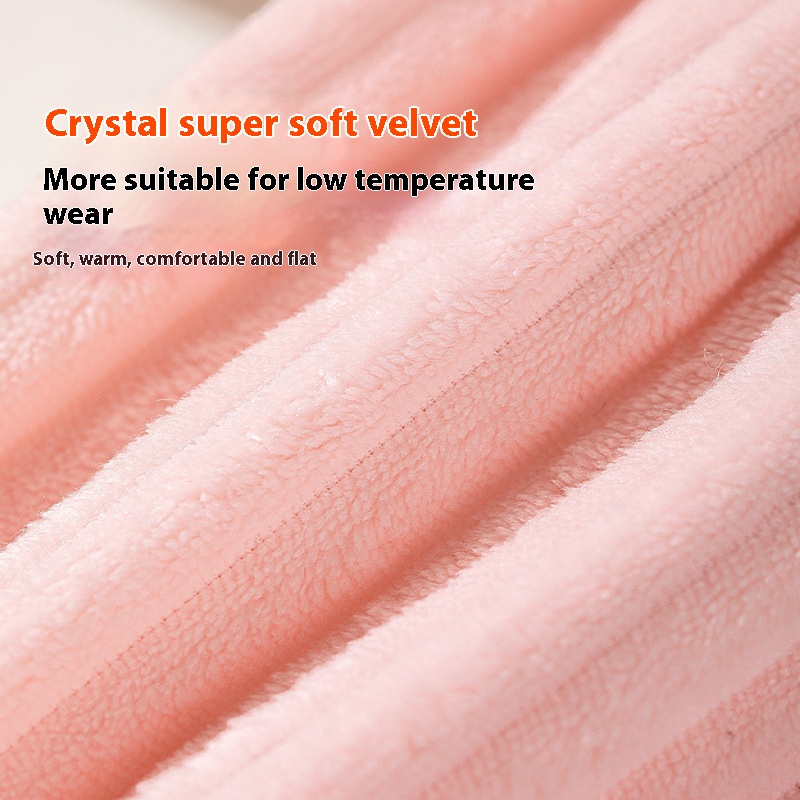 Crystal super soft velvet
More suitable for low temperature
wear
Soft, warm, comfortable and flat